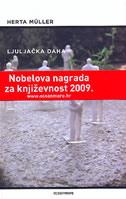 HERTA MÜLLER
LJULJAČKA DAHA
Nobelova nagrada
za književnost 2009.
www.oceanmore.hr
OCEANMORE